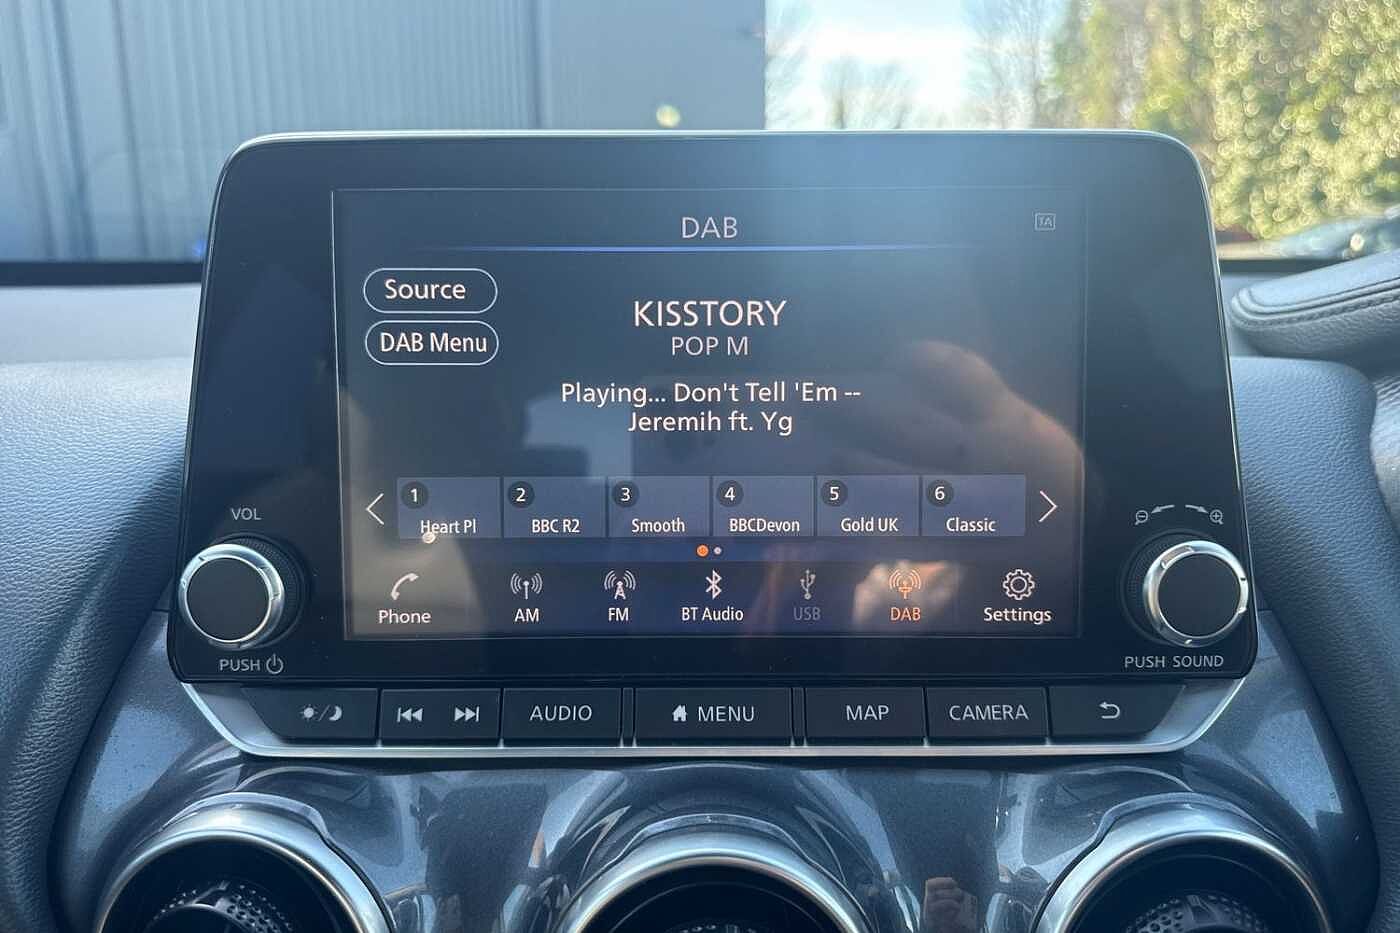 DAB
TA
Source
DAB Menu
KISSTORY
POP M
Playing... Don't Tell 'Em --
Jeremih ft. Yg
1 Heart Pl
2 BBC R2
3 Smooth
4 BBCDevon
5 Gold UK
6 Classic
Phone
AM
FM
BT Audio
USB
DAB
Settings
VOL
PUSH
PUSH SOUND
AUDIO
MENU
MAP
CAMERA